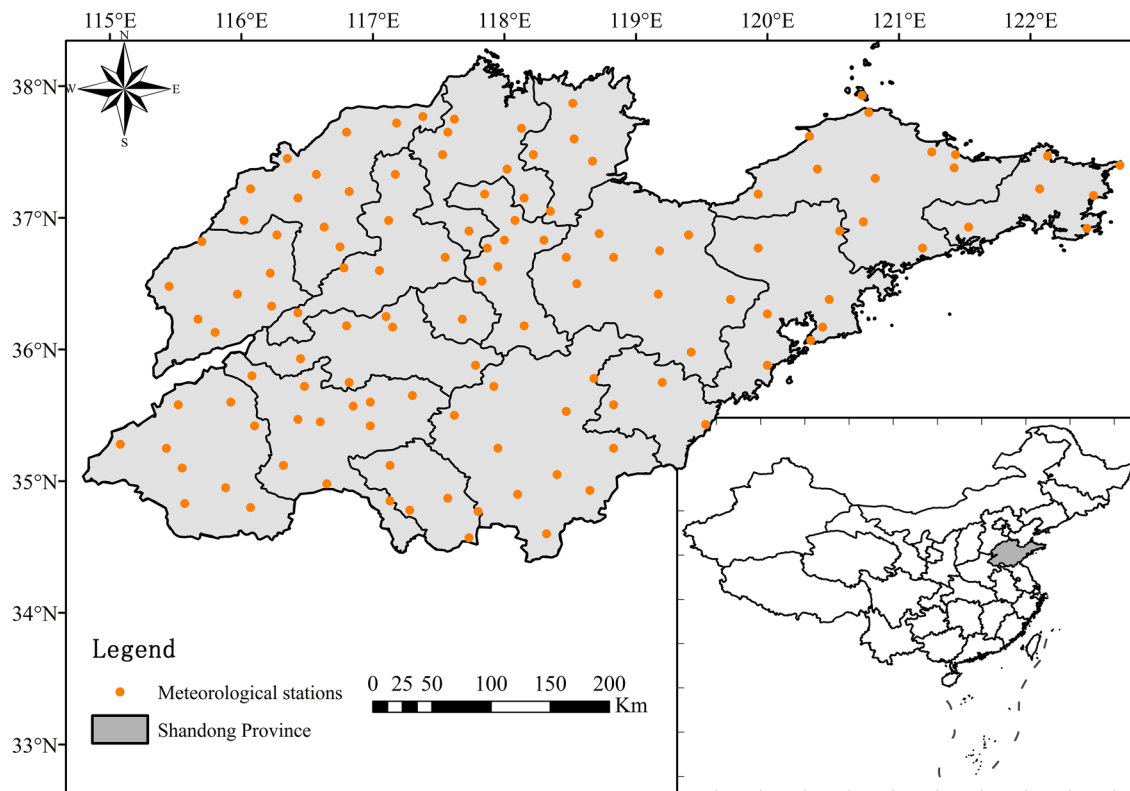 115°E 116°E 117°E 118°E 119°E 120°E 121°E 122°E
N
38°N
W E
S
37°N
36°N
35°N
34°N
Legend
Meteorological stations
0 25 50 100 150 200
Km
Shandong Province
33°N